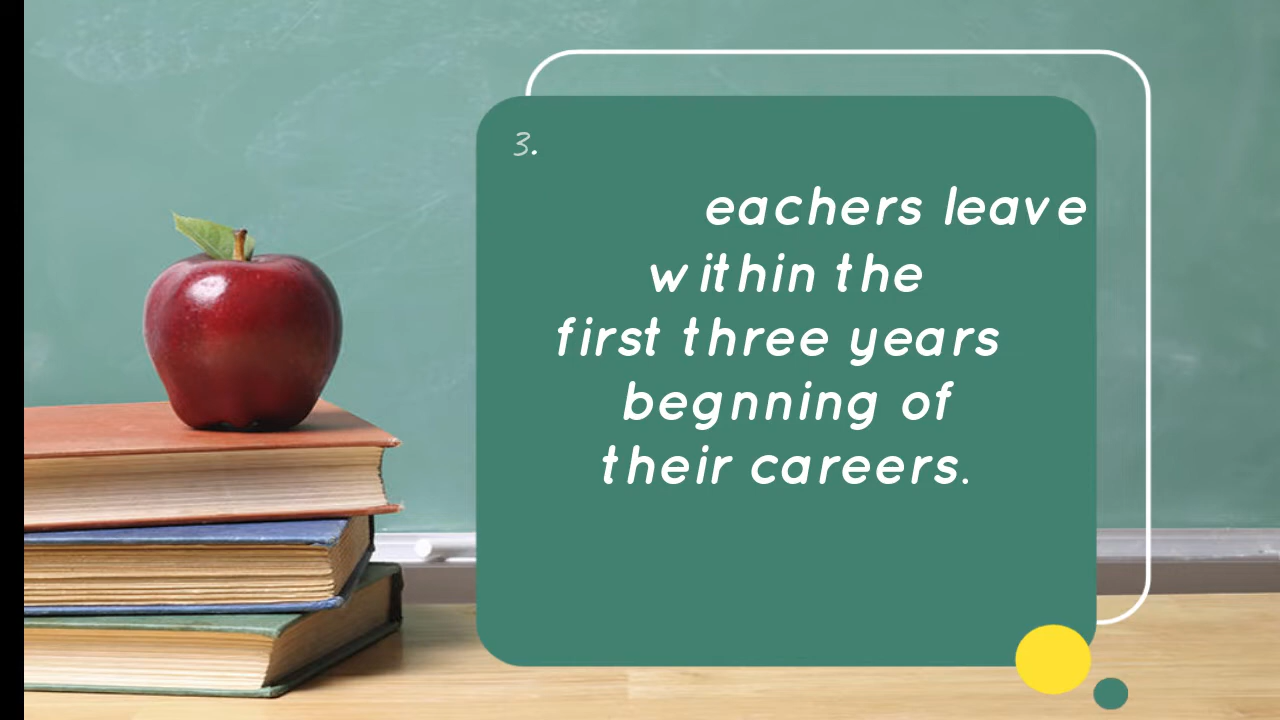 3.
eachers leave
within the
first three years
begnning of
their careers.